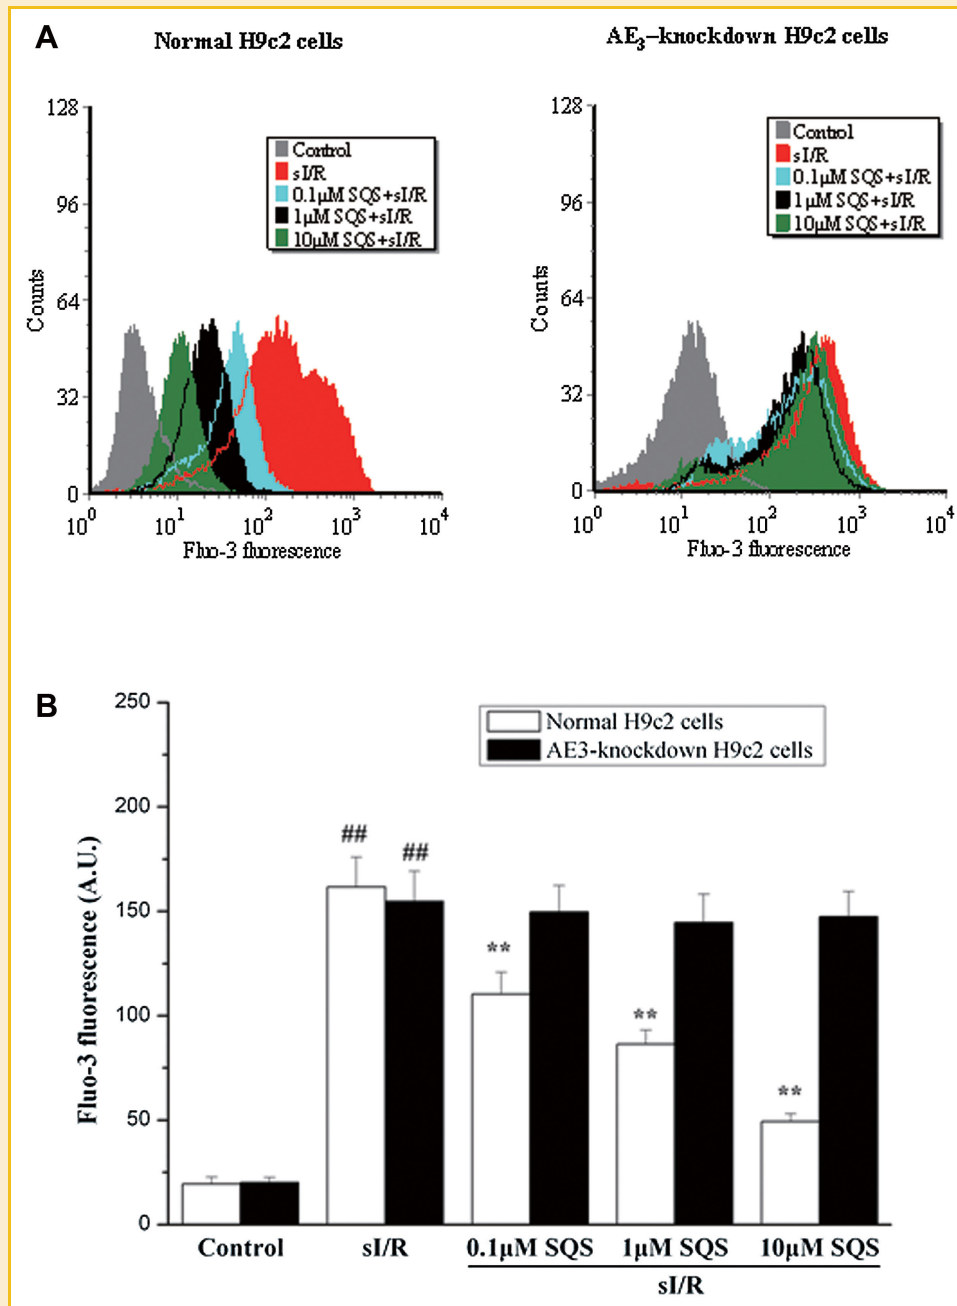 A
Normal H9c2 cells
AE3–knockdown H9c2 cells
128
96
64
32
0
Counts
Control
sI/R
0.1µM SQS+sI/R
1µM SQS+sI/R
10µM SQS+sI/R
10^0 10^1 10^2 10^3 10^4
Fluo-3 fluorescence
128
96
64
32
0
Counts
Control
sI/R
0.1µM SQS+sI/R
1µM SQS+sI/R
10µM SQS+sI/R
10^0 10^1 10^2 10^3 10^4
Fluo-3 fluorescence
B
250
200
150
100
50
0
Fluo-3 fluorescence (A.U.)
Normal H9c2 cells
AE3-knockdown H9c2 cells
##
##
**
**
**
Control sI/R 0.1µM SQS 1µM SQS 10µM SQS
sI/R